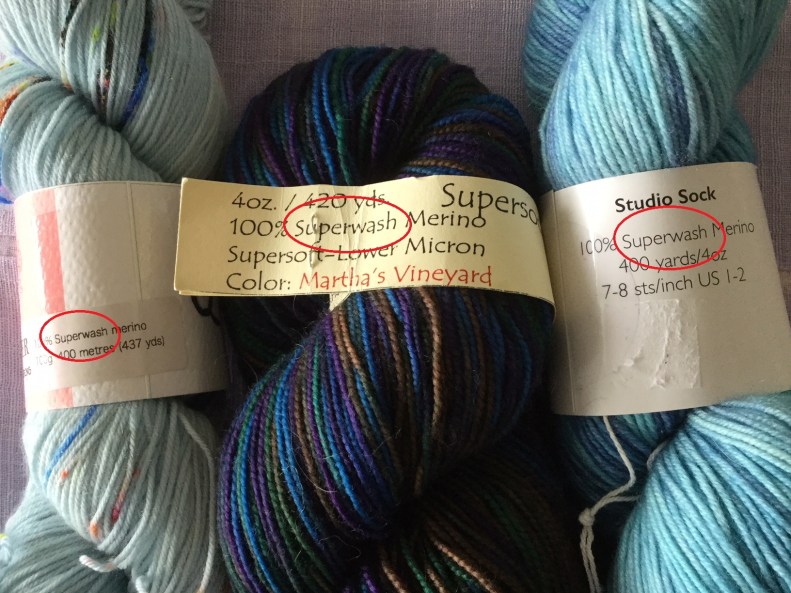 % Superwash merino
400 metres (437 yds)
4oz. / 420 yds
100% Superwash Merino
Supersoft-Lower Micron
Color: Martha's Vineyard
Studio Sock
100% Superwash Merino
400 yards/4oz
7-8 sts/inch US 1-2